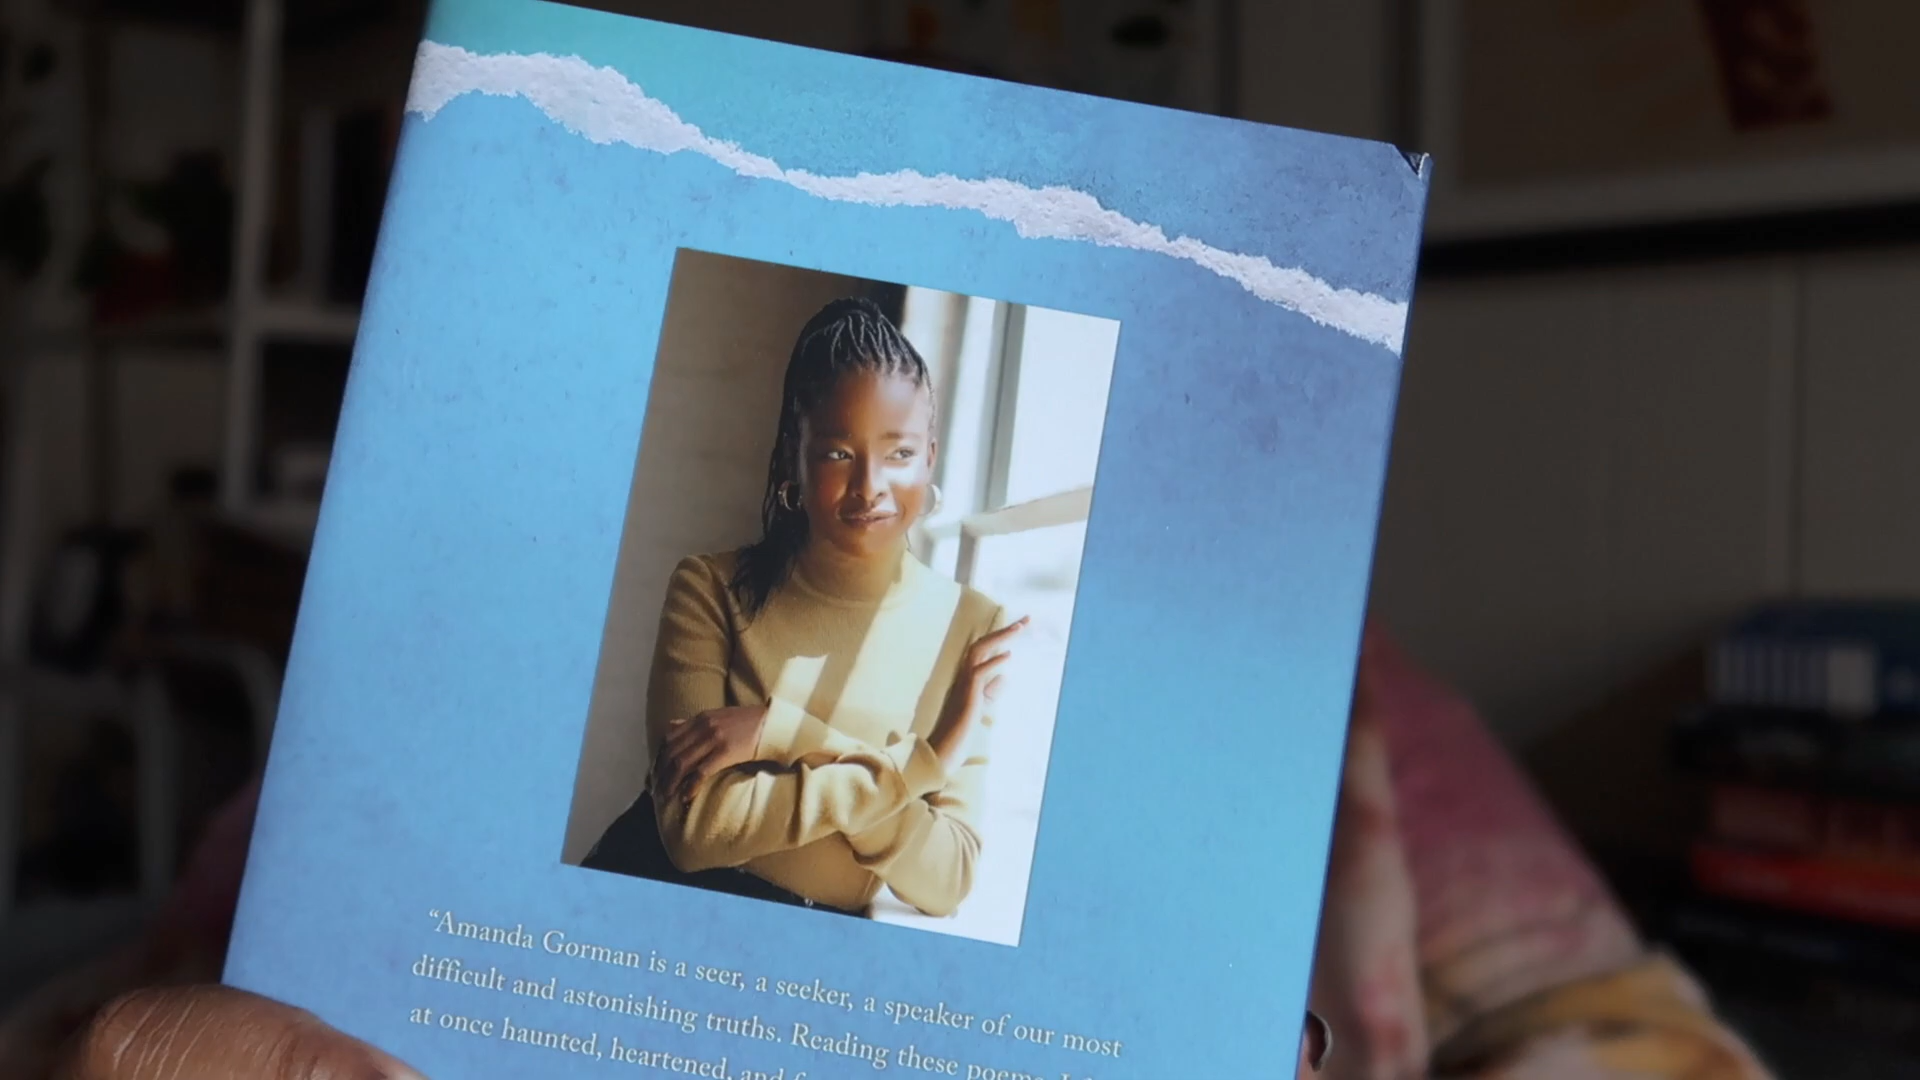 “Amanda Gorman is a seer, a seeker, a speaker of our most
difficult and astonishing truths. Reading these poems, I
at once haunted, heartened, and